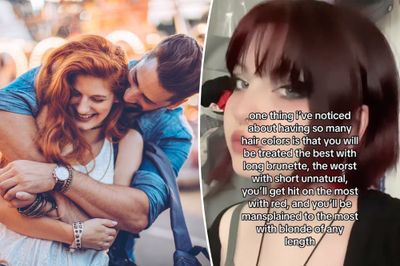 one thing I've noticed
about having so many
hair colors is that you will
be treated the best with
long brunette, the worst
with short unnatural,
you'll get hit on the most
with red, and you'll be
mansplained to the most
with blonde of any
length